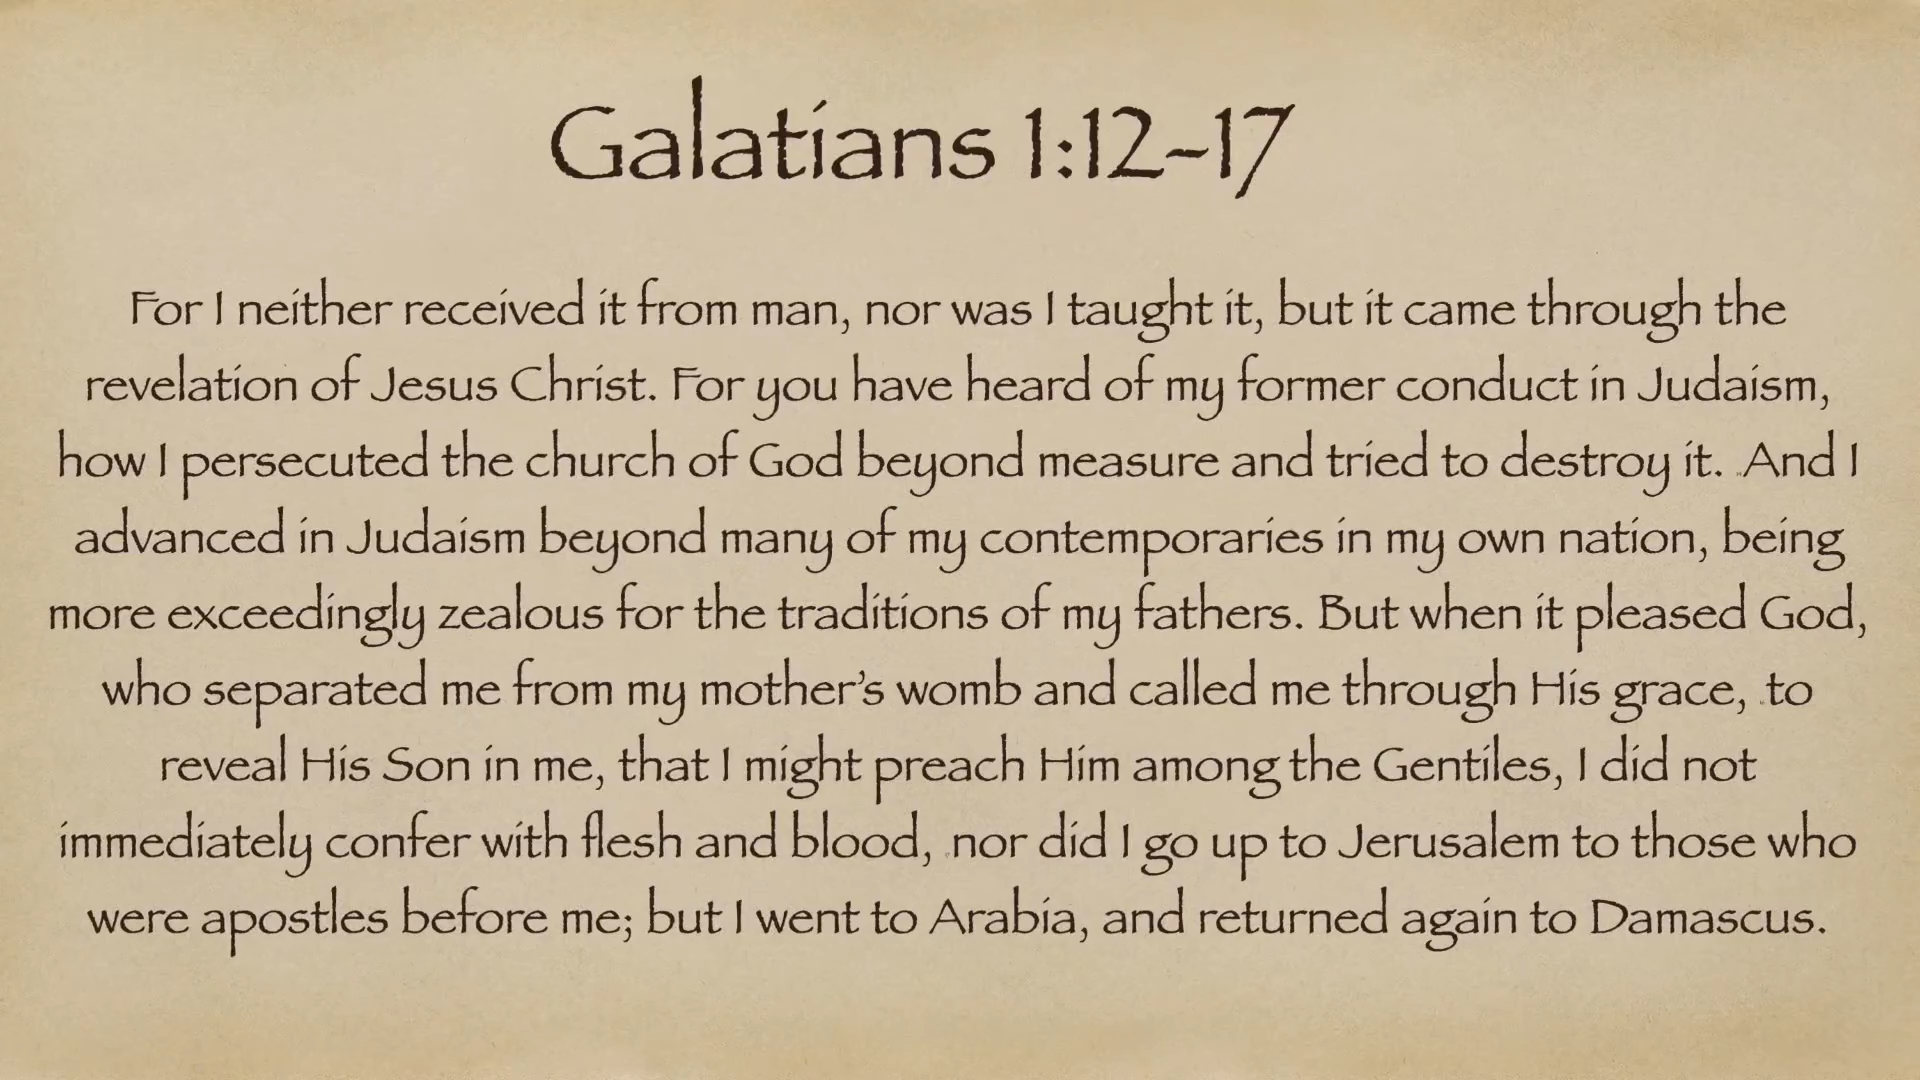 Galatians 1:12-17
For I neither received it from man, nor was I taught it, but it came through the
revelation of Jesus Christ. For you have heard of my former conduct in Judaism,
how I persecuted the church of God beyond measure and tried to destroy it. And I
advanced in Judaism beyond many of my contemporaries in my own nation, being
more exceedingly zealous for the traditions of my fathers. But when it pleased God,
who separated me from my mother’s womb and called me through His grace, to
reveal His Son in me, that I might preach Him among the Gentiles, I did not
immediately confer with flesh and blood, nor did I go up to Jerusalem to those who
were apostles before me; but I went to Arabia, and returned again to Damascus.